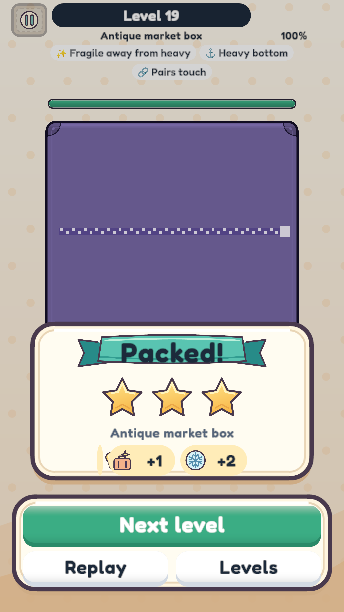 Level 19
Antique market box 100%
✨ Fragile away from heavy ⚓ Heavy bottom
🔗 Pairs touch
Packed!
Antique market box
+1 +2
Next level
Replay Levels